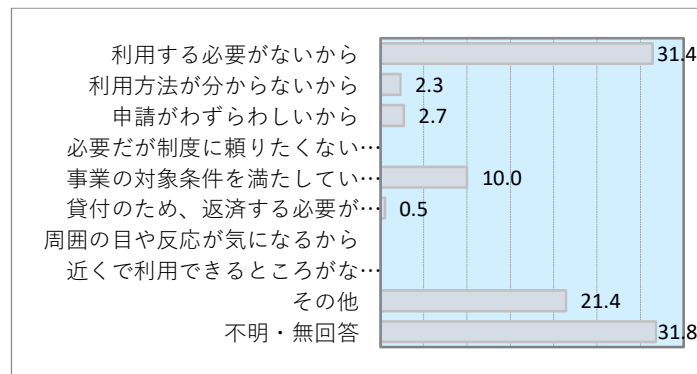 利用する必要がないから 31.4
利用方法が分からないから 2.3
申請がわずらわしいから 2.7
必要だが制度に頼りたくない…
事業の対象条件を満たしてい… 10.0
貸付のため、返済する必要が… 0.5
周囲の目や反応が気になるから
近くで利用できるところがな…
その他 21.4
不明・無回答 31.8